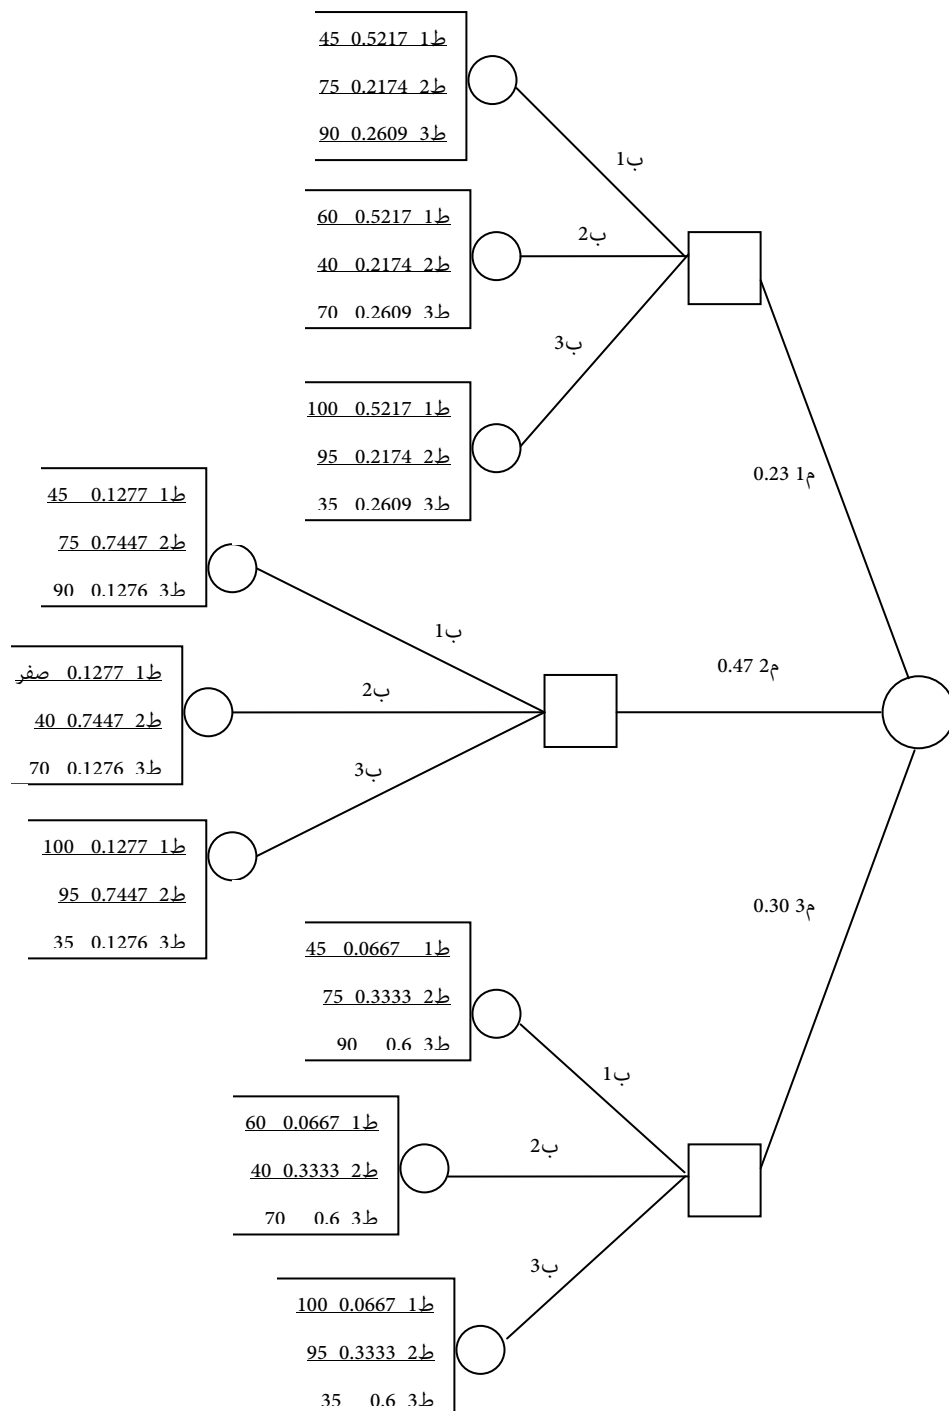 ط1 0.5217 45
ط2 0.2174 75
ط3 0.2609 90
ب1
ط1 0.5217 60
ط2 0.2174 40
ط3 0.2609 70
ب2
ب3
ط1 0.5217 100
ط2 0.2174 95
ط3 0.2609 35
م1 0.23
ط1 0.1277 45
ط2 0.7447 75
ط3 0.1276 90
ب1
ط1 0.1277 صفر
ط2 0.7447 40
ط3 0.1276 70
ب2
م2 0.47
ب3
ط1 0.1277 100
ط2 0.7447 95
ط3 0.1276 35
م3 0.30
ط1 0.0667 45
ط2 0.3333 75
ط3 0.6 90
ب1
ط1 0.0667 60
ط2 0.3333 40
ط3 0.6 70
ب2
ب3
ط1 0.0667 100
ط2 0.3333 95
ط3 0.6 35